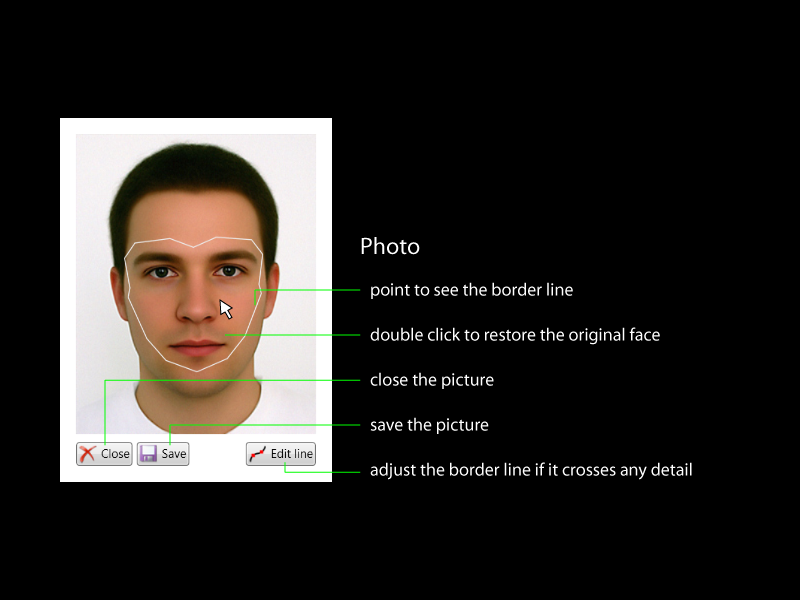 Photo
point to see the border line
double click to restore the original face
close the picture
save the picture
adjust the border line if it crosses any detail
Close
Save
Edit line